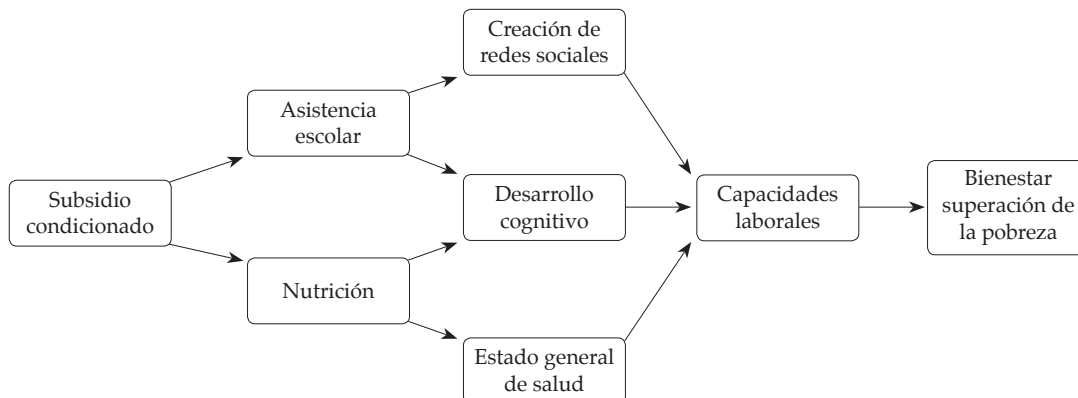 Creación de
redes sociales
Asistencia
escolar
Subsidio
condicionado
Desarrollo
cognitivo
Capacidades
laborales
Bienestar
superación de
la pobreza
Nutrición
Estado general
de salud